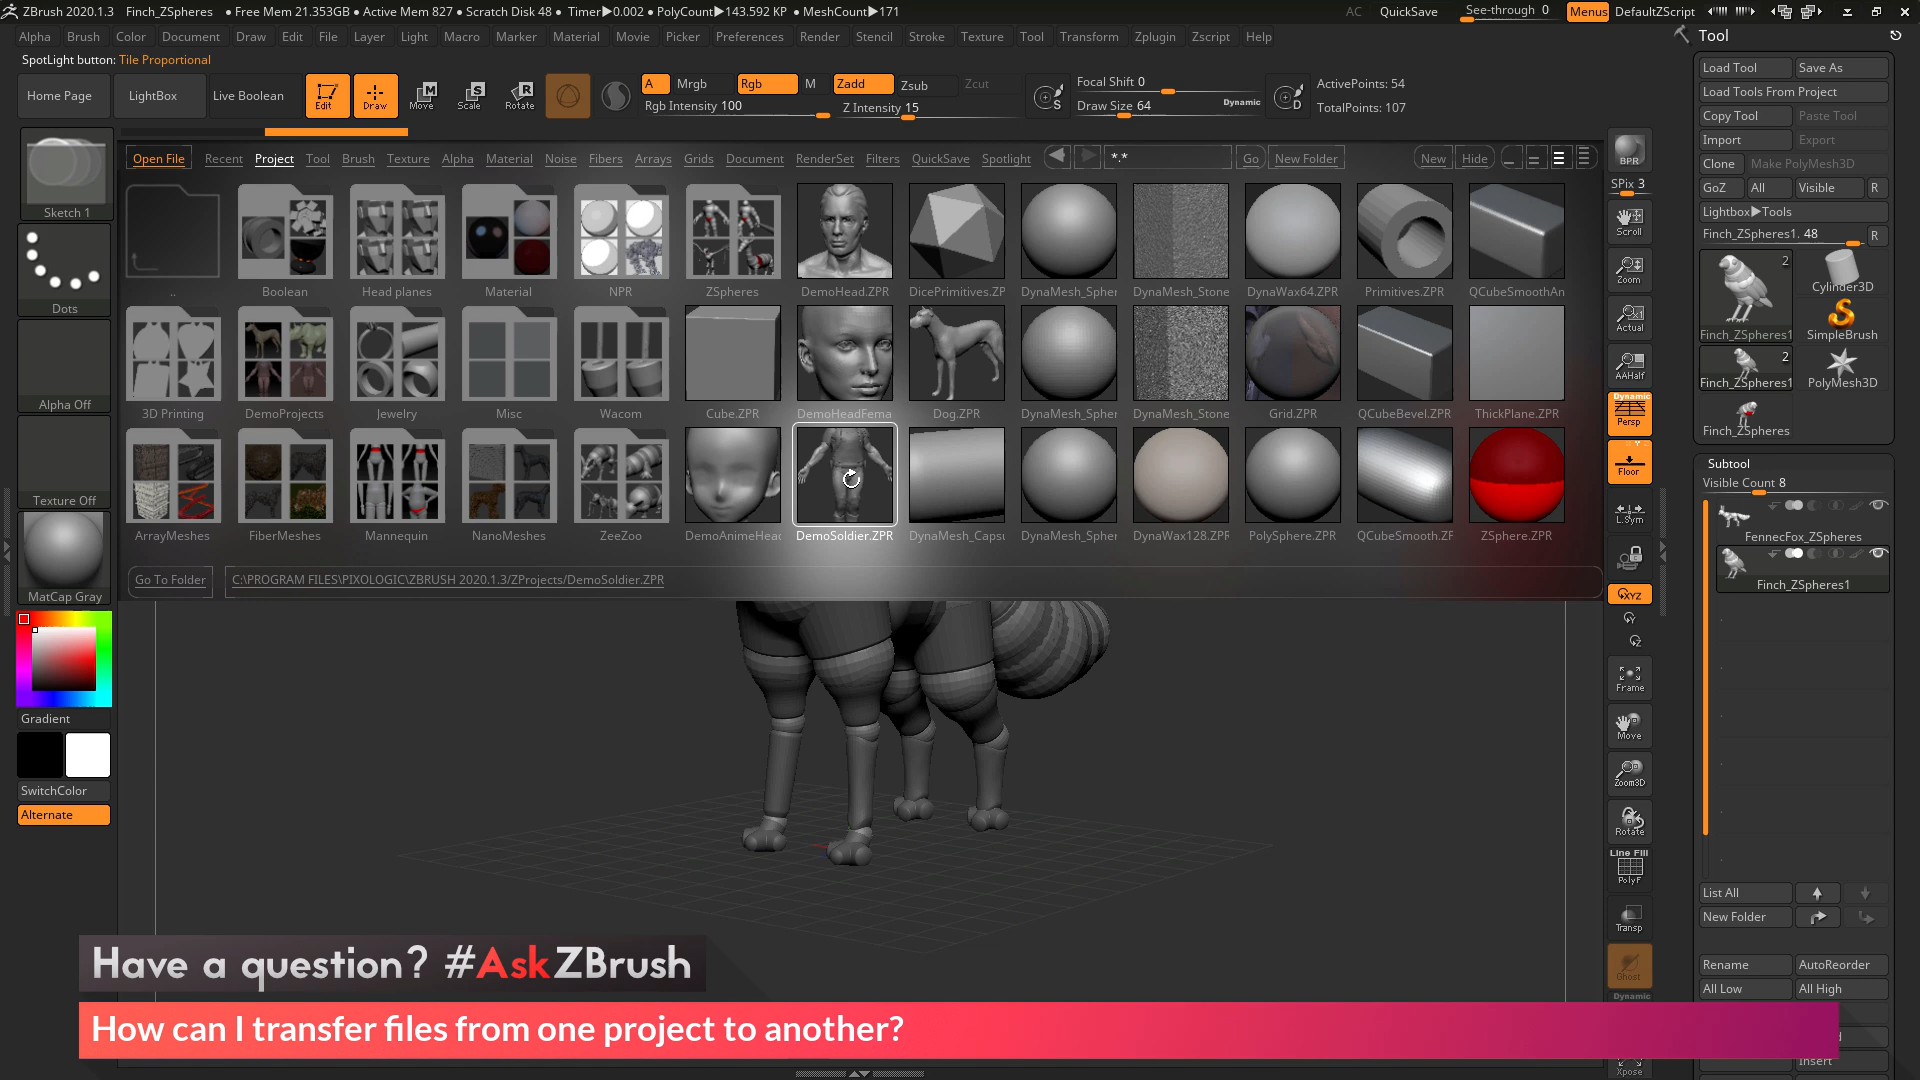 ZBrush 2020.1.3 Finch_ZSpheres • Free Mem 21.353GB • Active Mem 827 • Scratch Disk 48 • Timer▶0.002 • PolyCount▶143.592 KP • MeshCount▶171 AC QuickSave See-through 0 Menus DefaultZScript
Alpha Brush Color Document Draw Edit File Layer Light Macro Marker Material Movie Picker Preferences Render Stencil Stroke Texture Tool Transform Zplugin Zscript Help
Tool
SpotLight button: Tile Proportional
Load Tool Save As
Load Tools From Project
Copy Tool Paste Tool
Import Export
Clone Make PolyMesh3D
GoZ All Visible R
Lightbox▶Tools
Finch_ZSpheres1. 48 R
Home Page LightBox Live Boolean Edit Draw Move Scale Rotate
A Mrgb Rgb M Zadd Zsub Zcut
Rgb Intensity 100 Z Intensity 15
S Focal Shift 0
Draw Size 64 Dynamic D
ActivePoints: 54
TotalPoints: 107
Open File Recent Project Tool Brush Texture Alpha Material Noise Fibers Arrays Grids Document RenderSet Filters QuickSave Spotlight *.* Go New Folder New Hide
Sketch 1
Dots
Alpha Off
Texture Off
MatCap Gray
Gradient
SwitchColor
Alternate
.. Boolean Head planes Material NPR ZSpheres DemoHead.ZPR DicePrimitives.ZP DynaMesh_Spher DynaMesh_Stone DynaWax64.ZPR Primitives.ZPR QCubeSmoothAn
3D Printing DemoProjects Jewelry Misc Wacom Cube.ZPR DemoHeadFema Dog.ZPR DynaMesh_Spher DynaMesh_Stone Grid.ZPR QCubeBevel.ZPR ThickPlane.ZPR
ArrayMeshes FiberMeshes Mannequin NanoMeshes ZeeZoo DemoAnimeHeac DemoSoldier.ZPR DynaMesh_Capsu DynaMesh_Spher DynaWax128.ZPR PolySphere.ZPR QCubeSmooth.ZF ZSphere.ZPR
Go To Folder C:\PROGRAM FILES\PIXOLOGIC\ZBRUSH 2020.1.3/ZProjects/DemoSoldier.ZPR
BPR
SPix 3
Scroll
Zoom
Actual
AAHalf
Dynamic
Persp
Floor
L.Sym
XYZ
Y
Z
Frame
Move
Zoom3D
Rotate
Line Fill
PolyF
Transp
Ghost
Dynamic
Xpose
2
Cylinder3D
Finch_ZSpheres1 SimpleBrush
2
Finch_ZSpheres1 PolyMesh3D
Finch_ZSpheres
Subtool
Visible Count 8
FennecFox_ZSpheres
Finch_ZSpheres1
List All
New Folder
Rename AutoReorder
All Low All High
Insert
Have a question? #AskZBrush
How can I transfer files from one project to another?